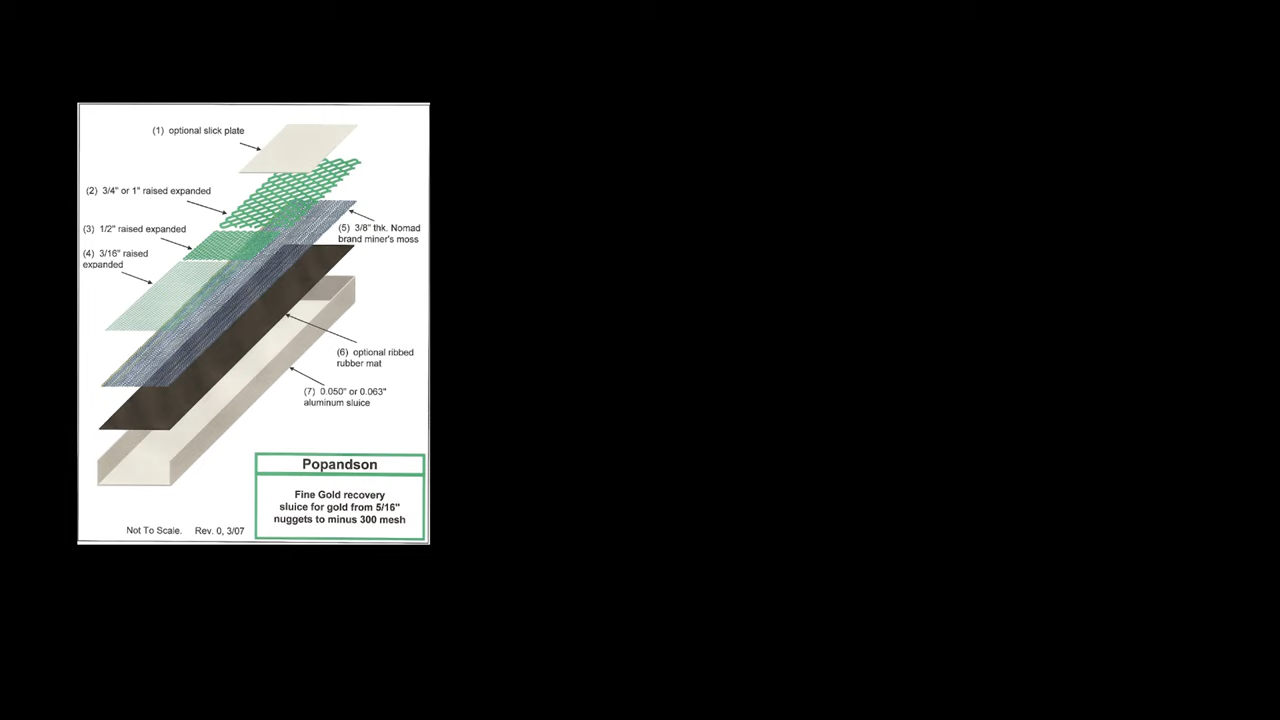 (1) optional slick plate
(2) 3/4" or 1" raised expanded
(3) 1/2" raised expanded
(4) 3/16" raised
expanded
(5) 3/8" thk. Nomad
brand miner's moss
(6) optional ribbed
rubber mat
(7) 0.050" or 0.063"
aluminum sluice
Popandson
Fine Gold recovery
sluice for gold from 5/16"
nuggets to minus 300 mesh
Not To Scale. Rev. 0, 3/07